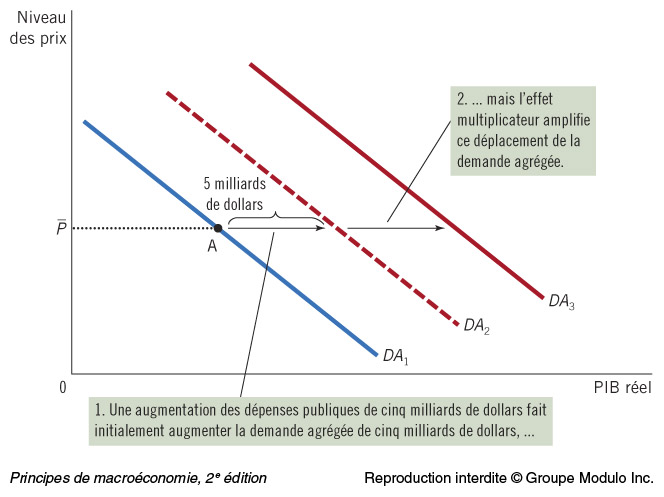 Niveau
des prix
2. ... mais l'effet
multiplicateur amplifie
ce déplacement de la
demande agrégée.
5 milliards
de dollars
P̅
A
DA₃
DA₂
DA₁
0
PIB réel
1. Une augmentation des dépenses publiques de cinq milliards de dollars fait
initialement augmenter la demande agrégée de cinq milliards de dollars, ...
Principes de macroéconomie, 2e édition
Reproduction interdite © Groupe Modulo Inc.